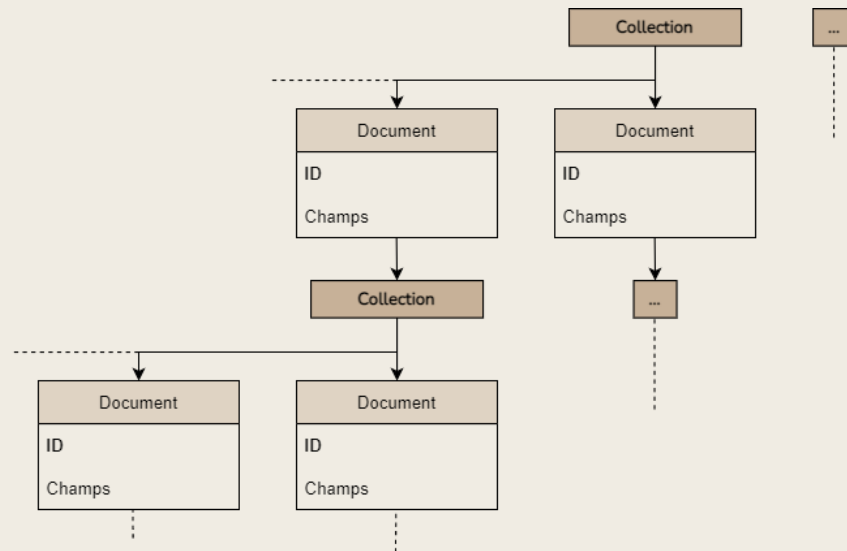 Collection
...
Document
Document
ID
ID
Champs
Champs
Collection
...
Document
Document
ID
ID
Champs
Champs